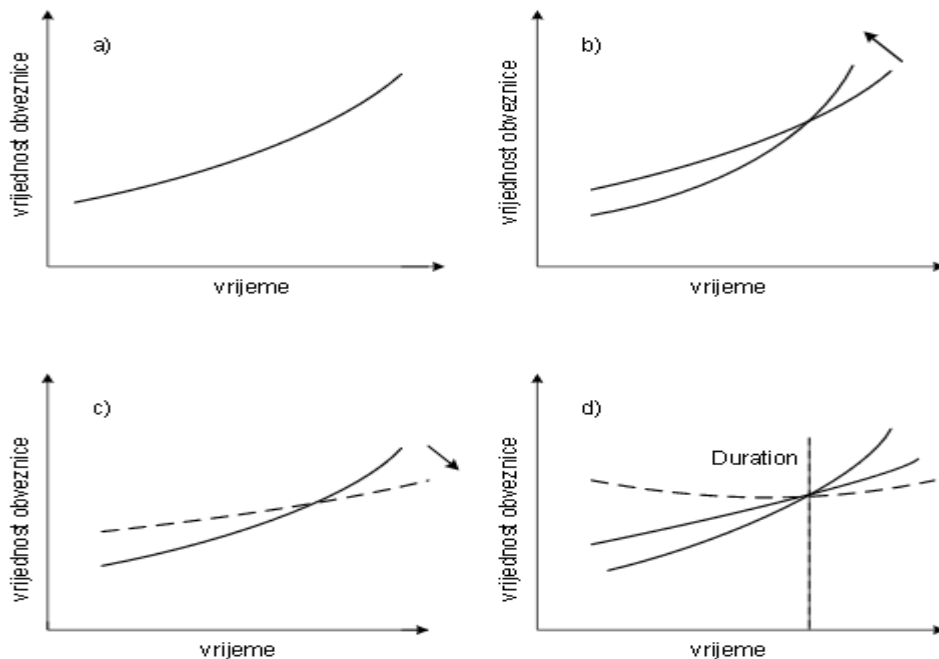 a)
vrijednost obveznice
vrijeme
b)
vrijednost obveznice
vrijeme
c)
vrijednost obveznice
vrijeme
d)
Duration
vrijednost obveznice
vrijeme